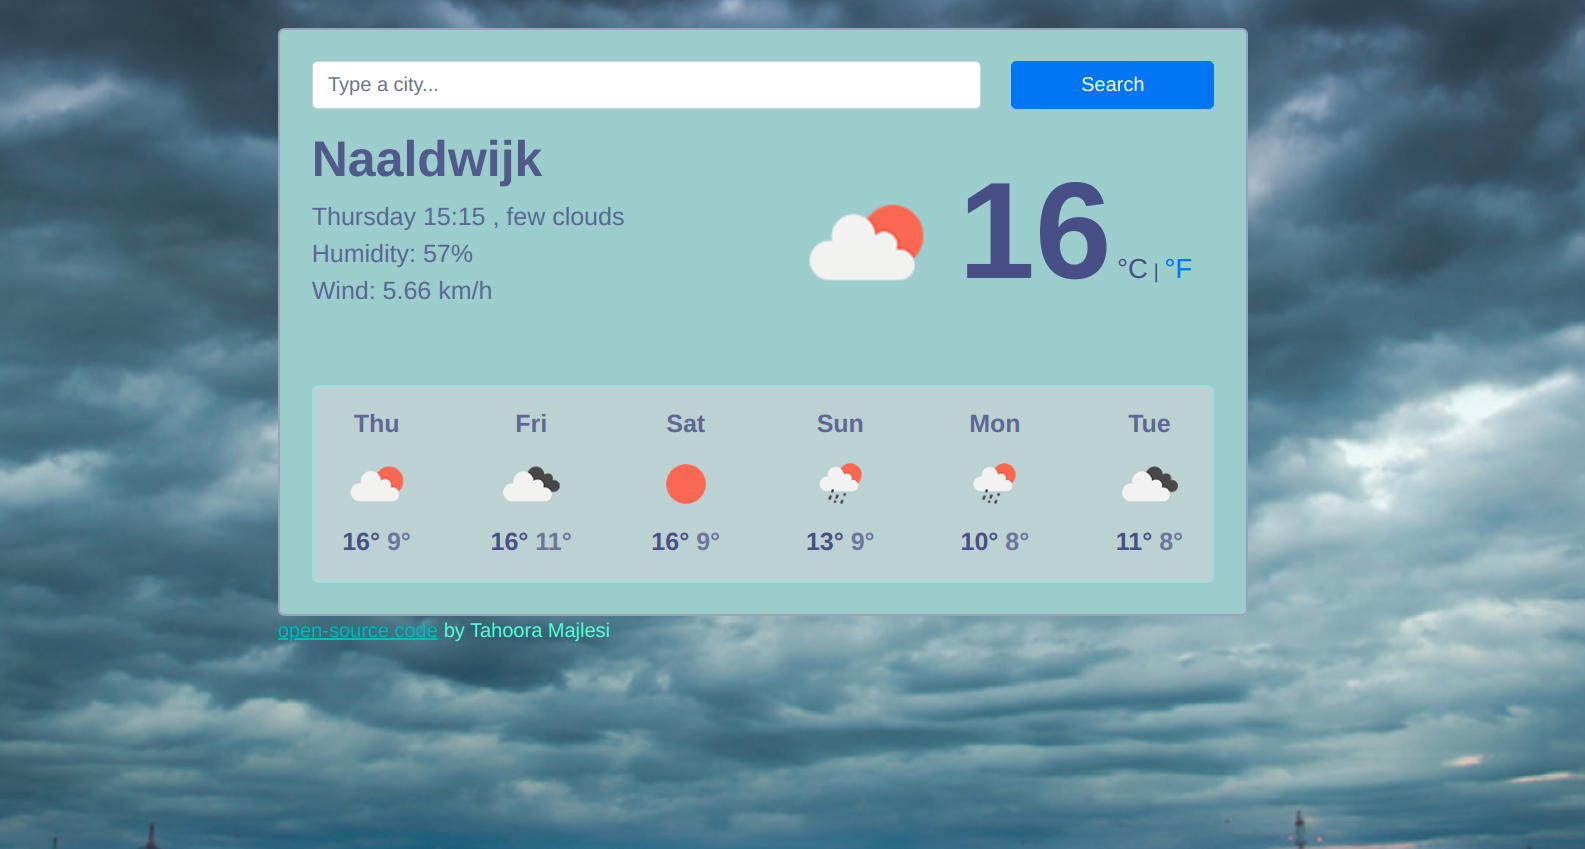 Type a city...
Search
Naaldwijk
Thursday 15:15 , few clouds
Humidity: 57%
Wind: 5.66 km/h
16 °C | °F
Thu Fri Sat Sun Mon Tue
16° 9° 16° 11° 16° 9° 13° 9° 10° 8° 11° 8°
open-source code by Tahoora Majlesi